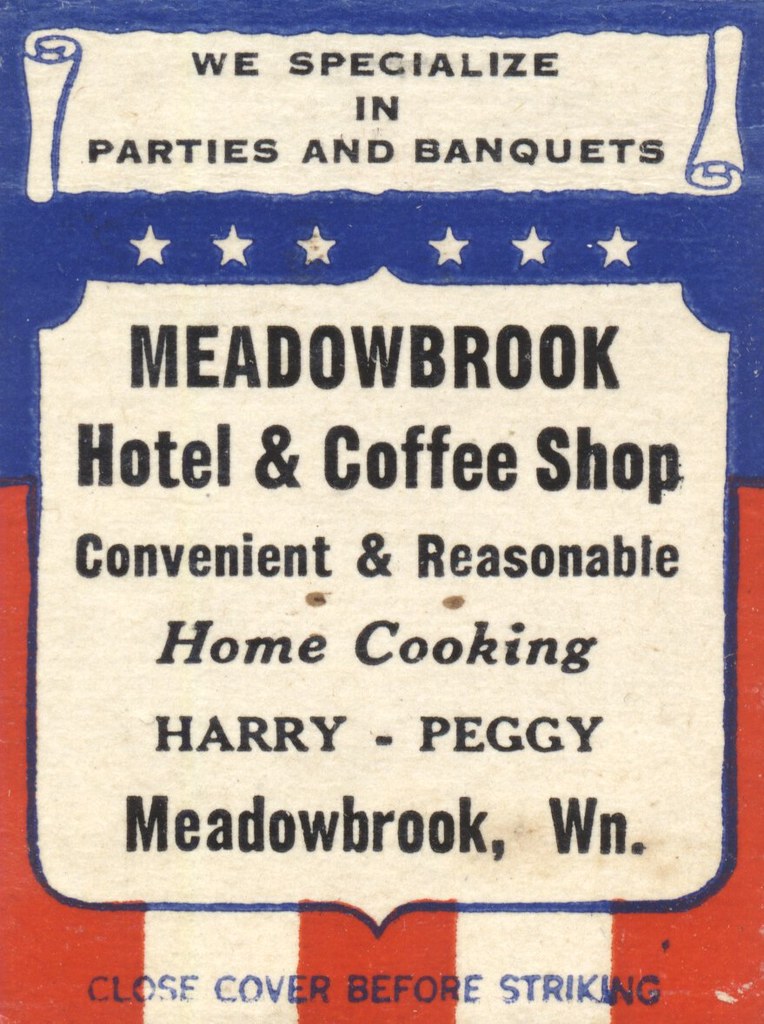 WE SPECIALIZE
IN
PARTIES AND BANQUETS
MEADOWBROOK
Hotel & Coffee Shop
Convenient & Reasonable
Home Cooking
HARRY - PEGGY
Meadowbrook, Wn.
CLOSE COVER BEFORE STRIKING